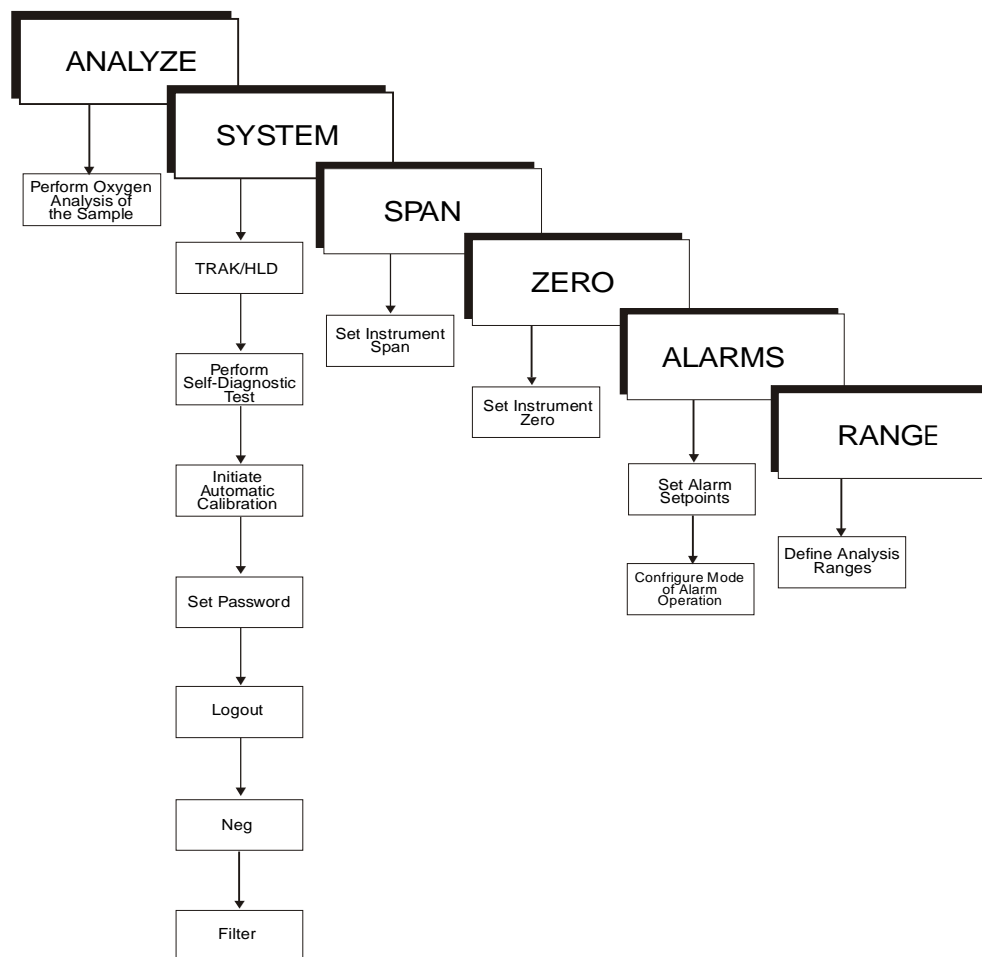 ANALYZE
Perform Oxygen
Analysis of
the Sample
SYSTEM
TRAK/HLD
Perform
Self-Diagnostic
Test
Initiate
Automatic
Calibration
Set Password
Logout
Neg
Filter
SPAN
Set Instrument
Span
ZERO
Set Instrument
Zero
ALARMS
Set Alarm
Setpoints
Confrigure Mode
of Alarm
Operation
RANGE
Define Analysis
Ranges